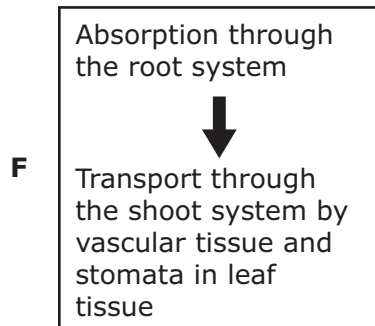 Absorption through
the root system
F
Transport through
the shoot system by
vascular tissue and
stomata in leaf
tissue